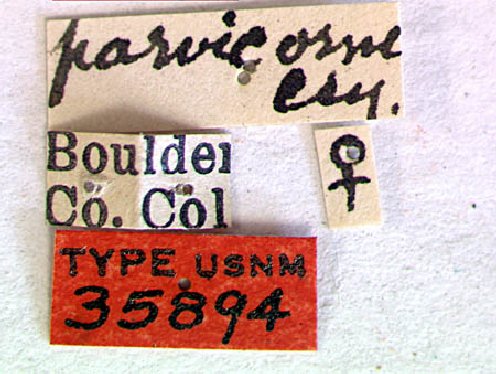 parvicorne
Csy.
Boulder
Co. Col
♀
TYPE USNM
35894